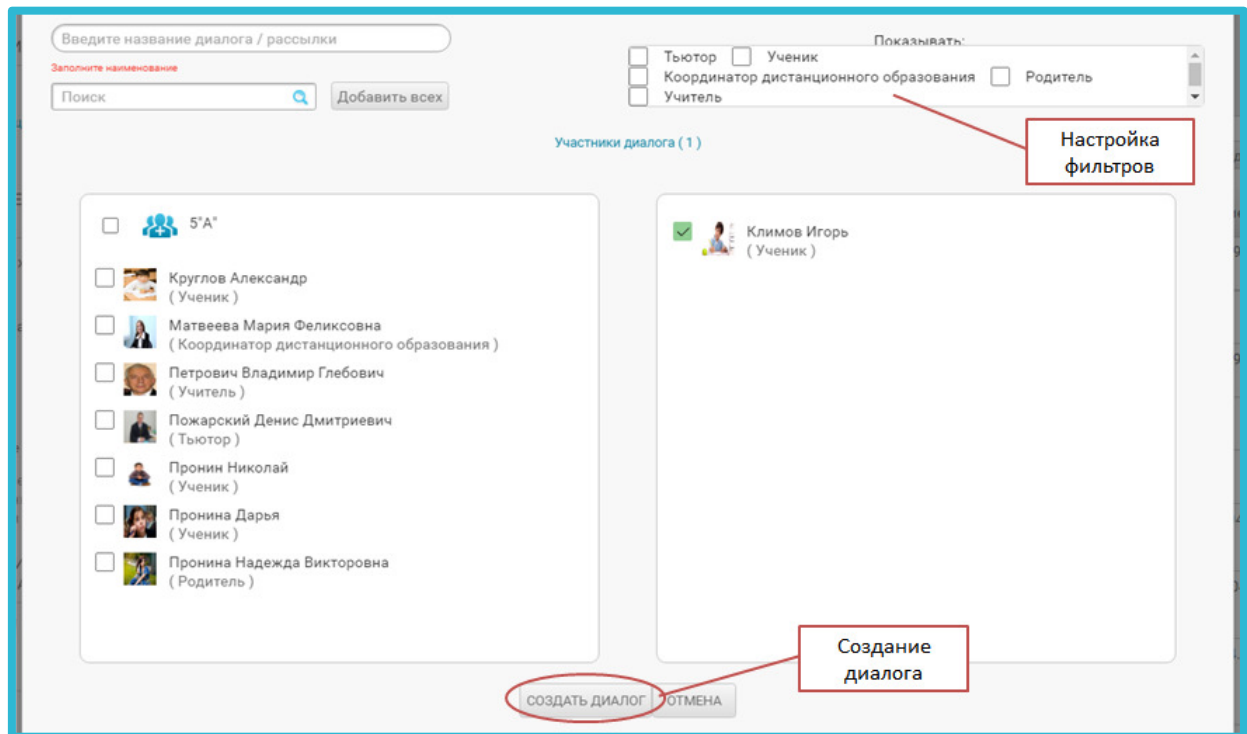 Введите название диалога / рассылки
Заполните наименование
Поиск
Добавить всех
Показывать:
Тьютор Ученик
Координатор дистанционного образования Родитель
Учитель
Настройка
фильтров
Участники диалога ( 1 )
5"А"
Круглов Александр
( Ученик )
Матвеева Мария Феликсовна
( Координатор дистанционного образования )
Петрович Владимир Глебович
( Учитель )
Пожарский Денис Дмитриевич
( Тьютор )
Пронин Николай
( Ученик )
Пронина Дарья
( Ученик )
Пронина Надежда Викторовна
( Родитель )
Климов Игорь
( Ученик )
Создание
диалога
СОЗДАТЬ ДИАЛОГ
ОТМЕНА